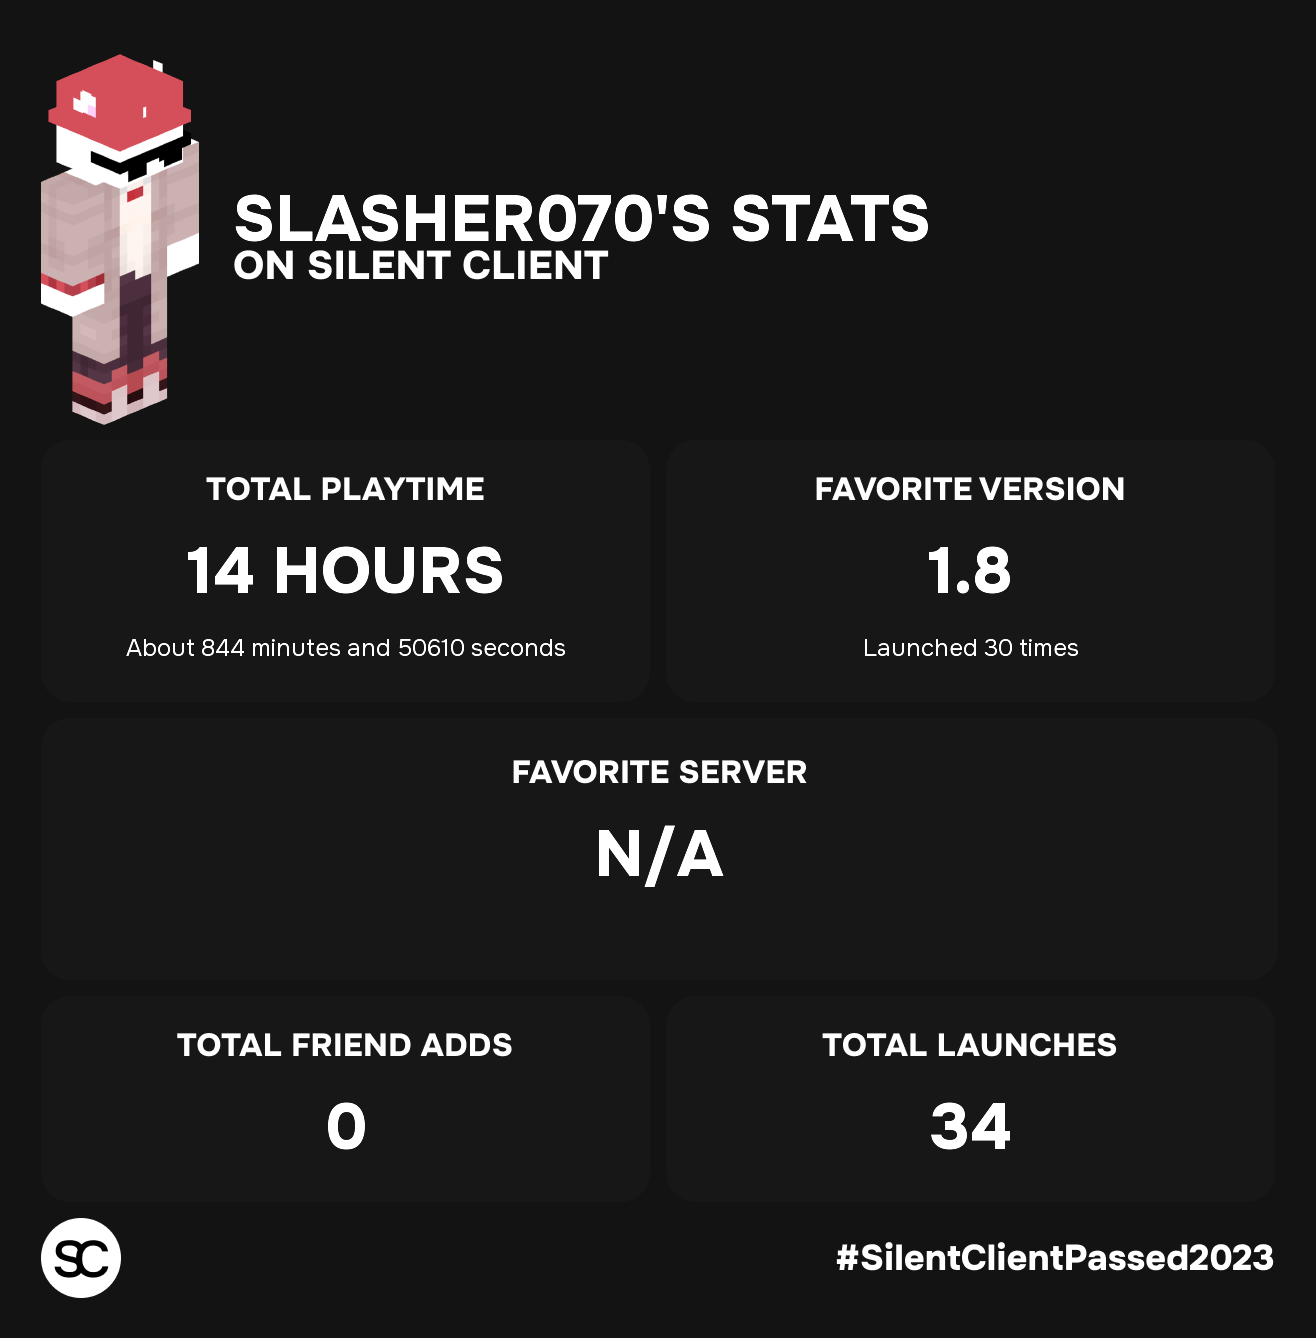 SLASHER070'S STATS
ON SILENT CLIENT
TOTAL PLAYTIME
14 HOURS
About 844 minutes and 50610 seconds
FAVORITE VERSION
1.8
Launched 30 times
FAVORITE SERVER
N/A
TOTAL FRIEND ADDS
0
TOTAL LAUNCHES
34
SC
#SilentClientPassed2023